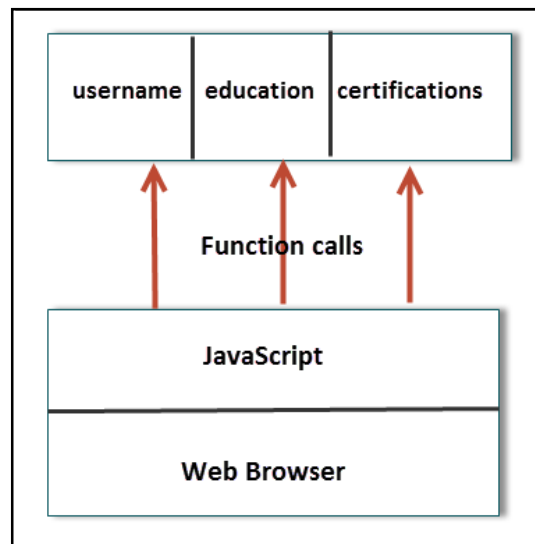 username education certifications
Function calls
JavaScript
Web Browser